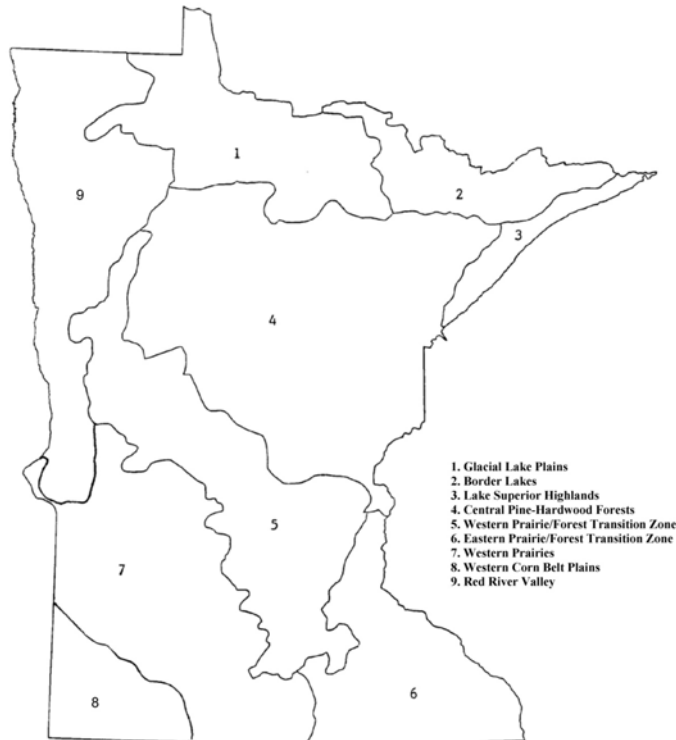 1
2
9
3
4
5
7
6
8
1. Glacial Lake Plains
2. Border Lakes
3. Lake Superior Highlands
4. Central Pine-Hardwood Forests
5. Western Prairie/Forest Transition Zone
6. Eastern Prairie/Forest Transition Zone
7. Western Prairies
8. Western Corn Belt Plains
9. Red River Valley